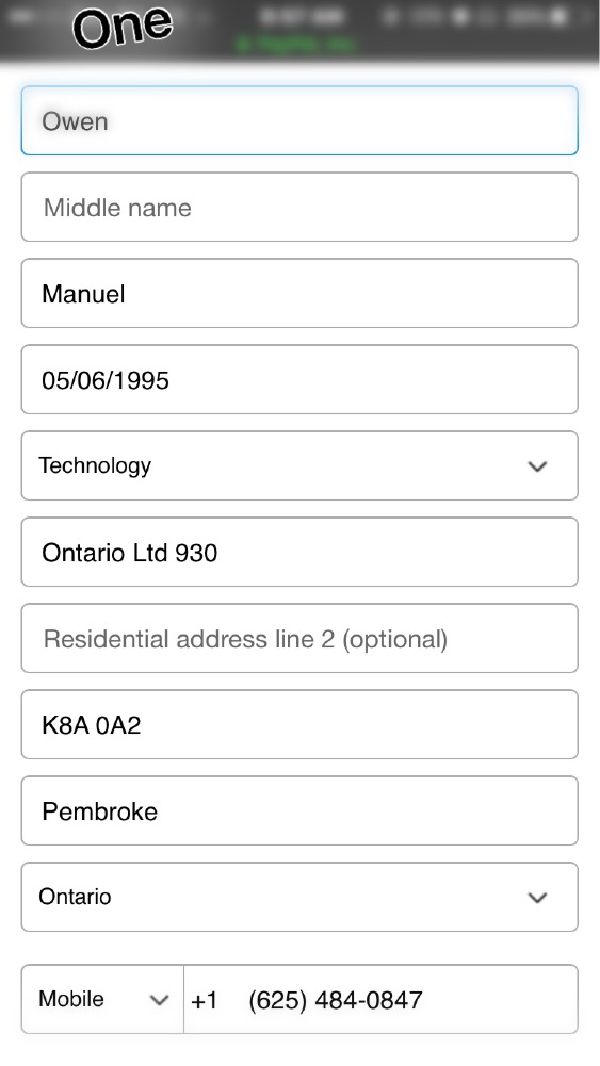 One
Owen
Middle name
Manuel
05/06/1995
Technology
Ontario Ltd 930
Residential address line 2 (optional)
K8A 0A2
Pembroke
Ontario
Mobile +1 (625) 484-0847